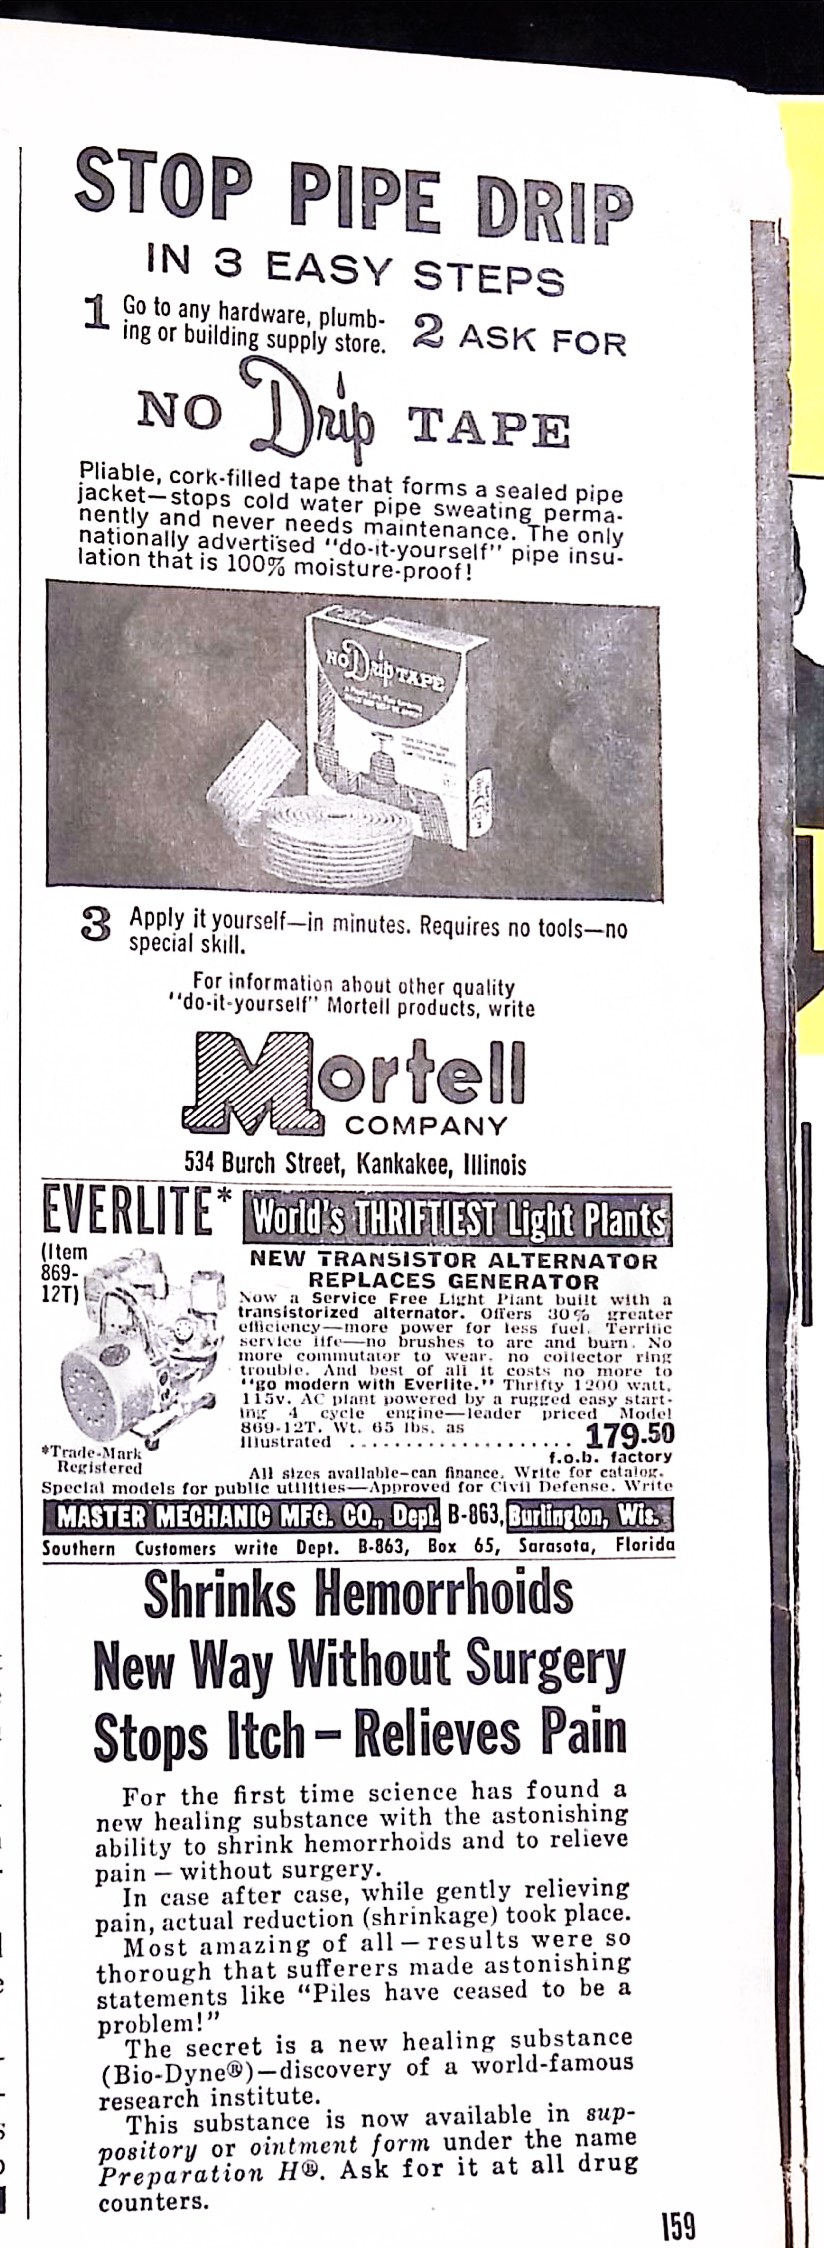 STOP PIPE DRIP
IN 3 EASY STEPS
1 Go to any hardware, plumb-
ing or building supply store.
2 ASK FOR
NO Drip TAPE
Pliable, cork-filled tape that forms a sealed pipe
jacket—stops cold water pipe sweating perma-
nently and never needs maintenance. The only
nationally advertised "do-it-yourself" pipe insu-
lation that is 100% moisture-proof!
NO Drip TAPE
3 Apply it yourself—in minutes. Requires no tools—no
special skill.
For information about other quality
"do-it-yourself" Mortell products, write
Mortell
COMPANY
534 Burch Street, Kankakee, Illinois
EVERLITE* World's THRIFTIEST Light Plants
(Item
869-
12T)
NEW TRANSISTOR ALTERNATOR
REPLACES GENERATOR
Now a Service Free Light Plant built with a
transistorized alternator. Offers 30% greater
efficiency—more power for less fuel. Terrific
service life—no brushes to arc and burn. No
more commutator to wear, no collector ring
trouble. And best of all it costs no more to
"go modern with Everlite." Thrifty 1200 watt,
115v. AC plant powered by a rugged easy start-
ing 4 cycle engine—leader priced Model
869-12T. Wt. 65 lbs. as
Illustrated .................... 179.50
f.o.b. factory
*Trade-Mark
Registered
All sizes available—can finance. Write for catalog.
Special models for public utilities—Approved for Civil Defense. Write
MASTER MECHANIC MFG. CO., Dept. B-863, Burlington, Wis.
Southern Customers write Dept. B-863, Box 65, Sarasota, Florida
Shrinks Hemorrhoids
New Way Without Surgery
Stops Itch – Relieves Pain
For the first time science has found a
new healing substance with the astonishing
ability to shrink hemorrhoids and to relieve
pain — without surgery.
In case after case, while gently relieving
pain, actual reduction (shrinkage) took place.
Most amazing of all — results were so
thorough that sufferers made astonishing
statements like "Piles have ceased to be a
problem!"
The secret is a new healing substance
(Bio-Dyne®)—discovery of a world-famous
research institute.
This substance is now available in sup-
pository or ointment form under the name
Preparation H®. Ask for it at all drug
counters.
159